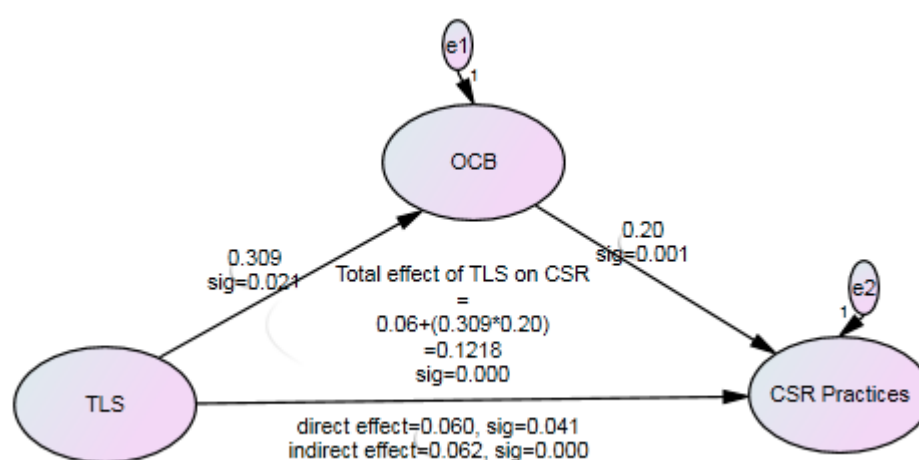 e1
1
OCB
0.309
sig=0.021
0.20
sig=0.001
Total effect of TLS on CSR
=
0.06+(0.309*0.20)
=0.1218
sig=0.000
e2
1
TLS
CSR Practices
direct effect=0.060, sig=0.041
indirect effect=0.062, sig=0.000